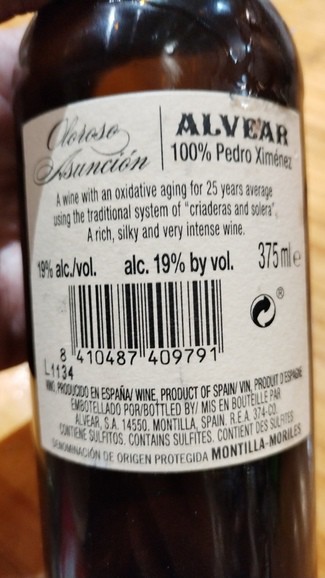 Oloroso
Asunción
ALVEAR
100% Pedro Ximénez
A wine with an oxidative aging for 25 years average
using the traditional system of "criaderas and solera".
A rich, silky and very intense wine.
19% alc./vol. alc. 19% by vol. 375 ml e
®
8 410487 409791
L1134
VINO, PRODUCIDO EN ESPAÑA/ WINE, PRODUCT OF SPAIN/ VIN, PRODUIT D'ESPAGNE
EMBOTELLADO POR/BOTTLED BY/ MIS EN BOUTEILLE PAR
ALVEAR, S.A. 14550. MONTILLA, SPAIN. R.E.A. 374-CO.
CONTIENE SULFITOS. CONTAINS SULFITES. CONTIENT DES SULFITES
DENOMINACIÓN DE ORIGEN PROTEGIDA MONTILLA-MORILES